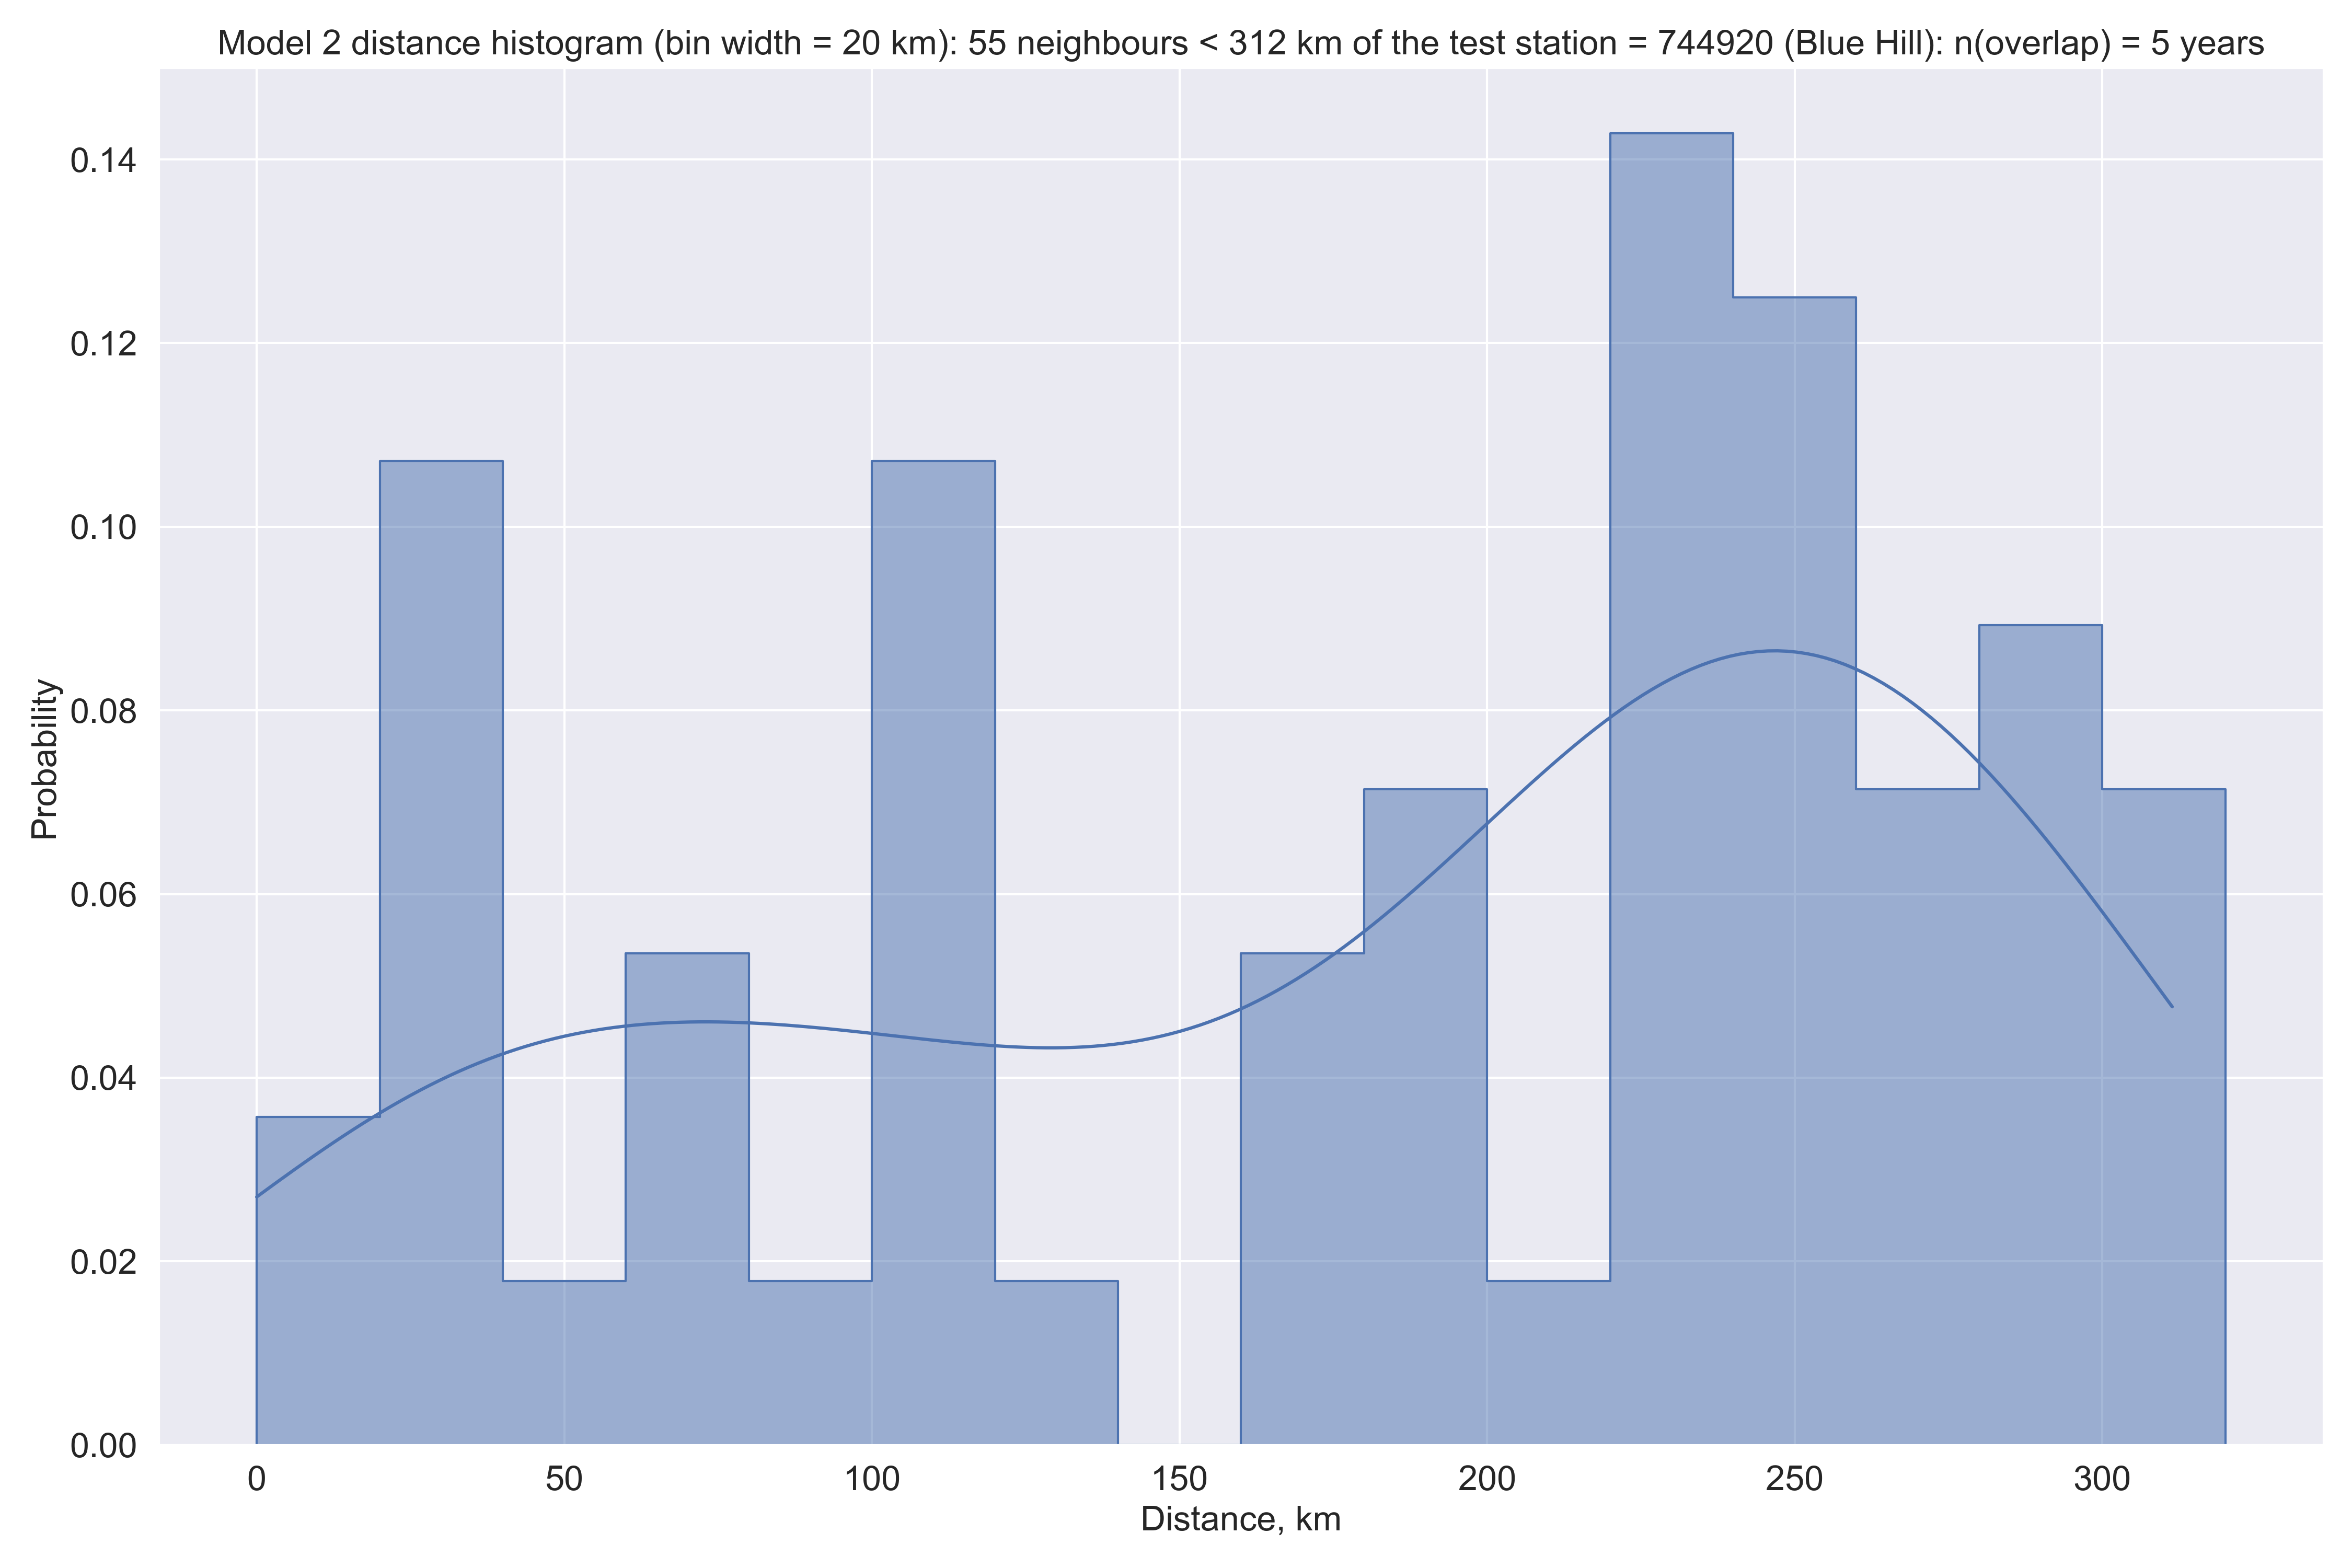 Model 2 distance histogram (bin width = 20 km): 55 neighbours < 312 km of the test station = 744920 (Blue Hill): n(overlap) = 5 years
0.14
0.12
0.10
0.08
0.06
0.04
0.02
0.00
Probability
0 50 100 150 200 250 300
Distance, km